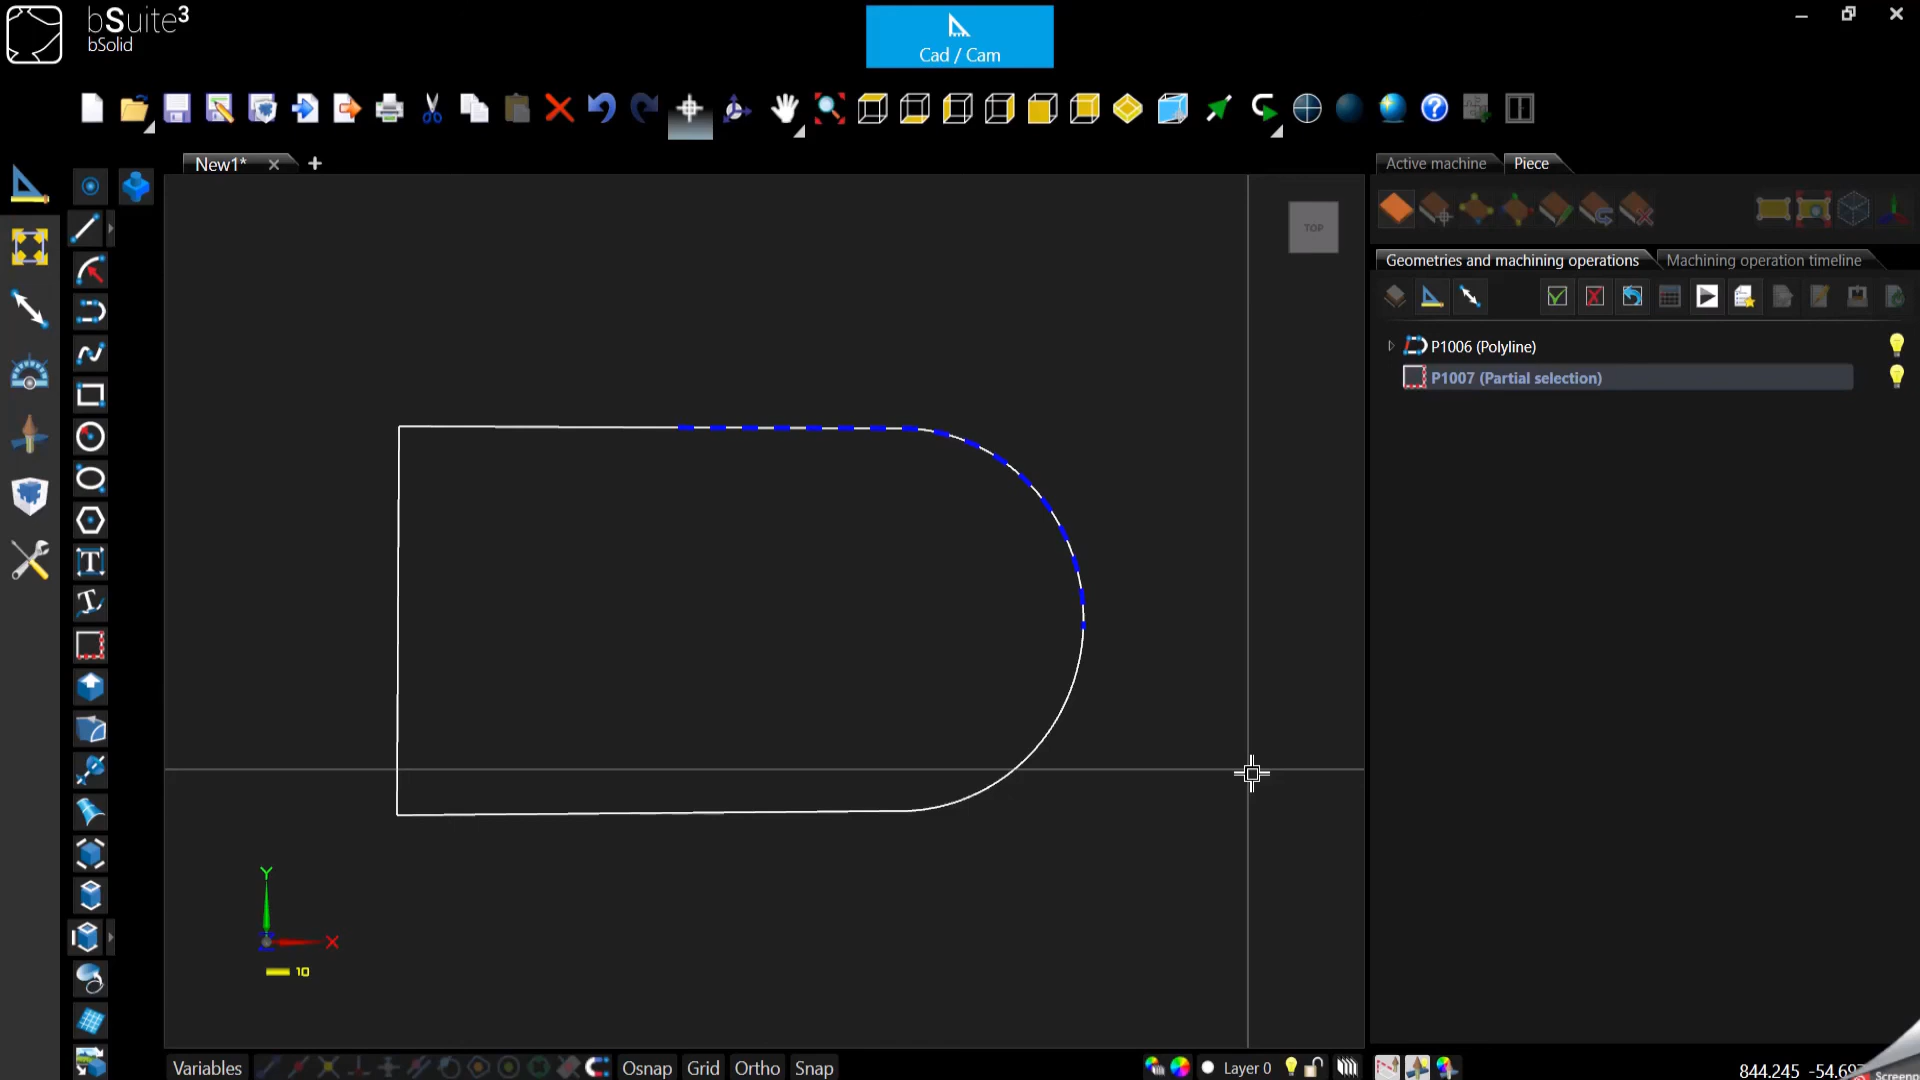 bSuite3
bSolid
Cad / Cam
New1*
TOP
Active machine
Piece
Geometries and machining operations
Machining operation timeline
P1006 (Polyline)
P1007 (Partial selection)
Y
X
10
Variables
Osnap
Grid
Ortho
Snap
Layer 0
844.245